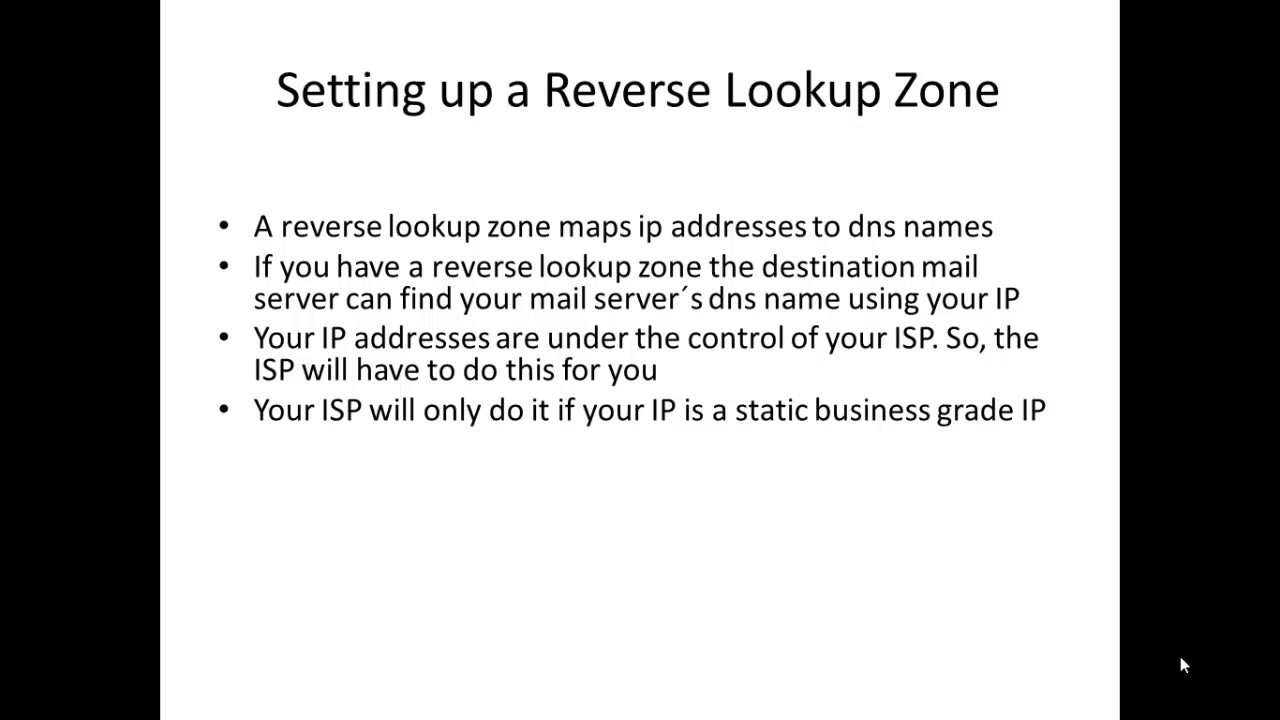 Setting up a Reverse Lookup Zone
• A reverse lookup zone maps ip addresses to dns names
• If you have a reverse lookup zone the destination mail
server can find your mail server´s dns name using your IP
• Your IP addresses are under the control of your ISP. So, the
ISP will have to do this for you
• Your ISP will only do it if your IP is a static business grade IP